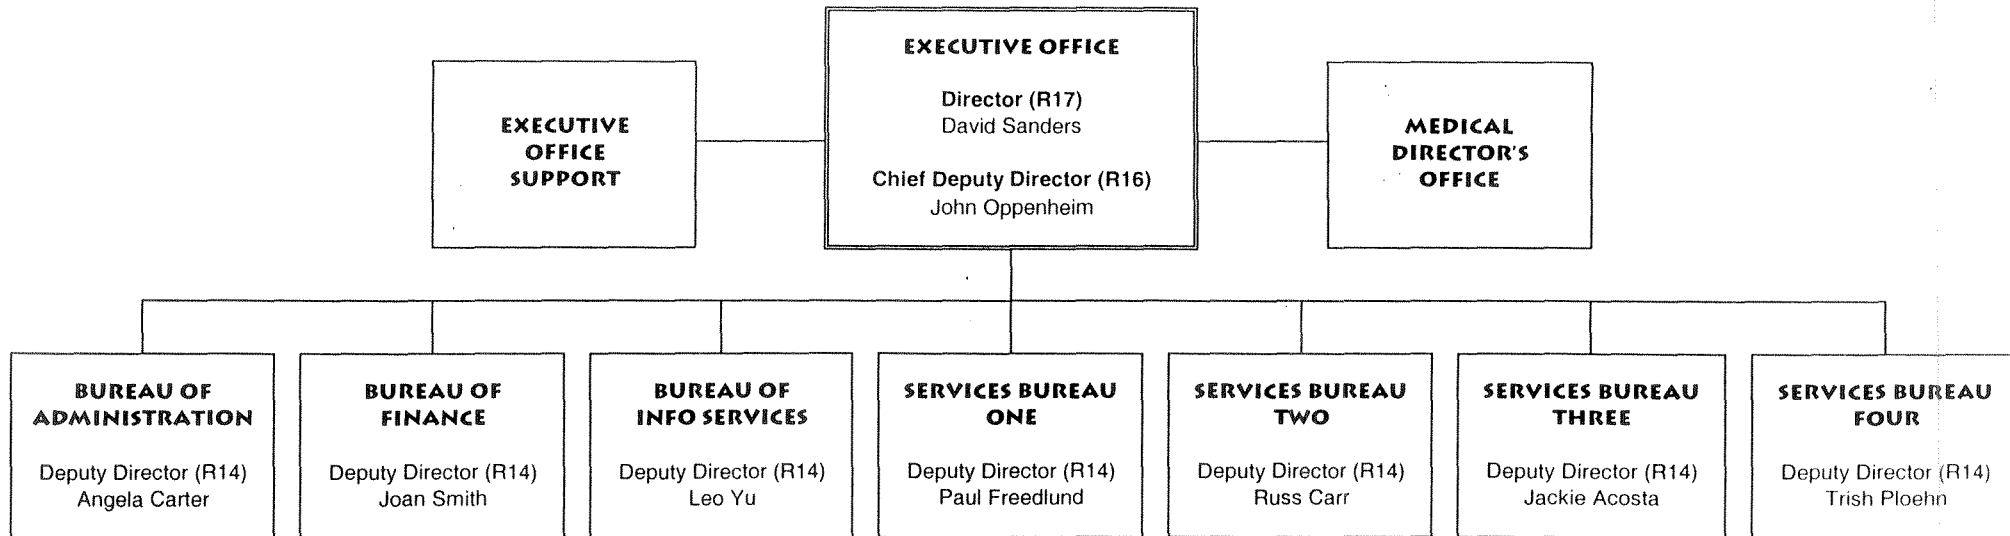 EXECUTIVE OFFICE
Director (R17)
David Sanders
Chief Deputy Director (R16)
John Oppenheim
EXECUTIVE
OFFICE
SUPPORT
MEDICAL
DIRECTOR'S
OFFICE
BUREAU OF
ADMINISTRATION
Deputy Director (R14)
Angela Carter
BUREAU OF
FINANCE
Deputy Director (R14)
Joan Smith
BUREAU OF
INFO SERVICES
Deputy Director (R14)
Leo Yu
SERVICES BUREAU
ONE
Deputy Director (R14)
Paul Freedlund
SERVICES BUREAU
TWO
Deputy Director (R14)
Russ Carr
SERVICES BUREAU
THREE
Deputy Director (R14)
Jackie Acosta
SERVICES BUREAU
FOUR
Deputy Director (R14)
Trish Ploehn